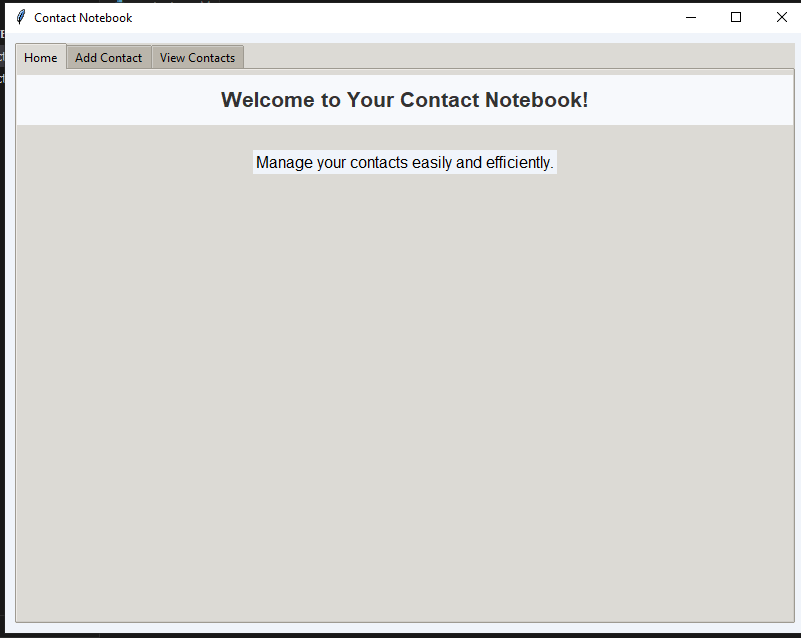 Contact Notebook
Home Add Contact View Contacts
Welcome to Your Contact Notebook!
Manage your contacts easily and efficiently.